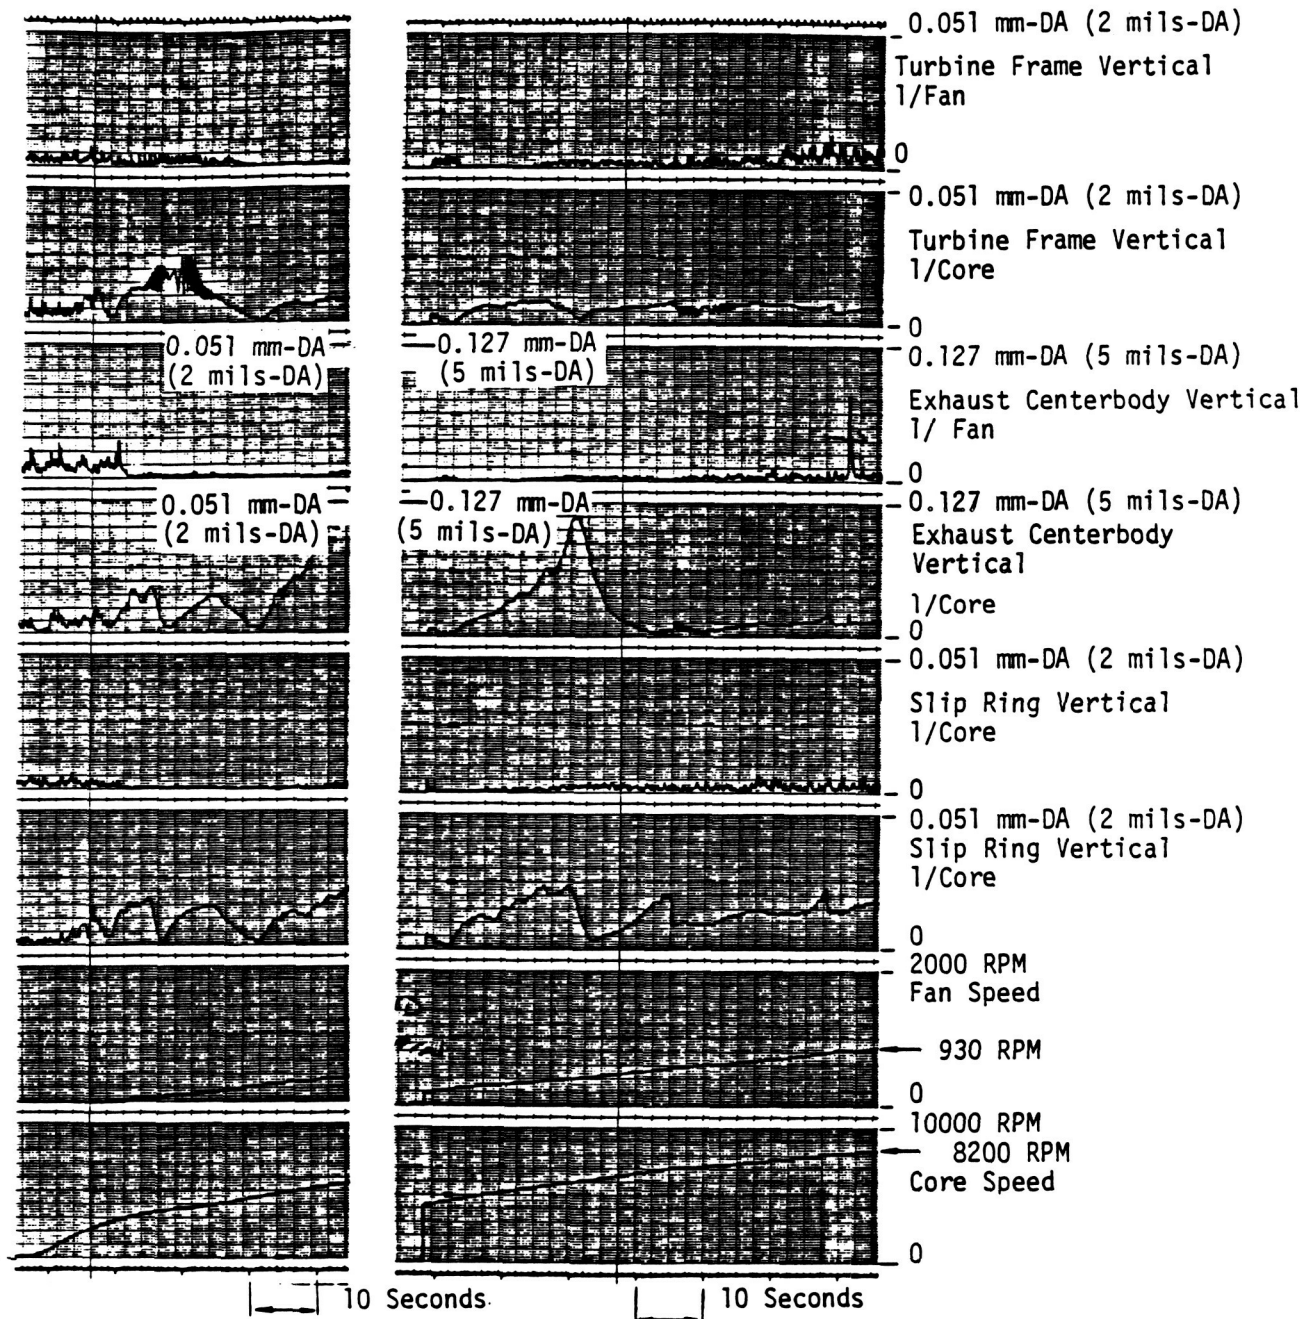 0.051 mm-DA (2 mils-DA)
Turbine Frame Vertical
1/Fan
0
0.051 mm-DA (2 mils-DA)
Turbine Frame Vertical
1/Core
0
0.051 mm-DA
(2 mils-DA)
0.127 mm-DA
(5 mils-DA)
0.127 mm-DA (5 mils-DA)
Exhaust Centerbody Vertical
1/ Fan
0
0.051 mm-DA
(2 mils-DA)
0.127 mm-DA
(5 mils-DA)
0.127 mm-DA (5 mils-DA)
Exhaust Centerbody
Vertical
1/Core
0
0.051 mm-DA (2 mils-DA)
Slip Ring Vertical
1/Core
0
0.051 mm-DA (2 mils-DA)
Slip Ring Vertical
1/Core
0
2000 RPM
Fan Speed
930 RPM
0
10000 RPM
8200 RPM
Core Speed
0
10 Seconds
10 Seconds